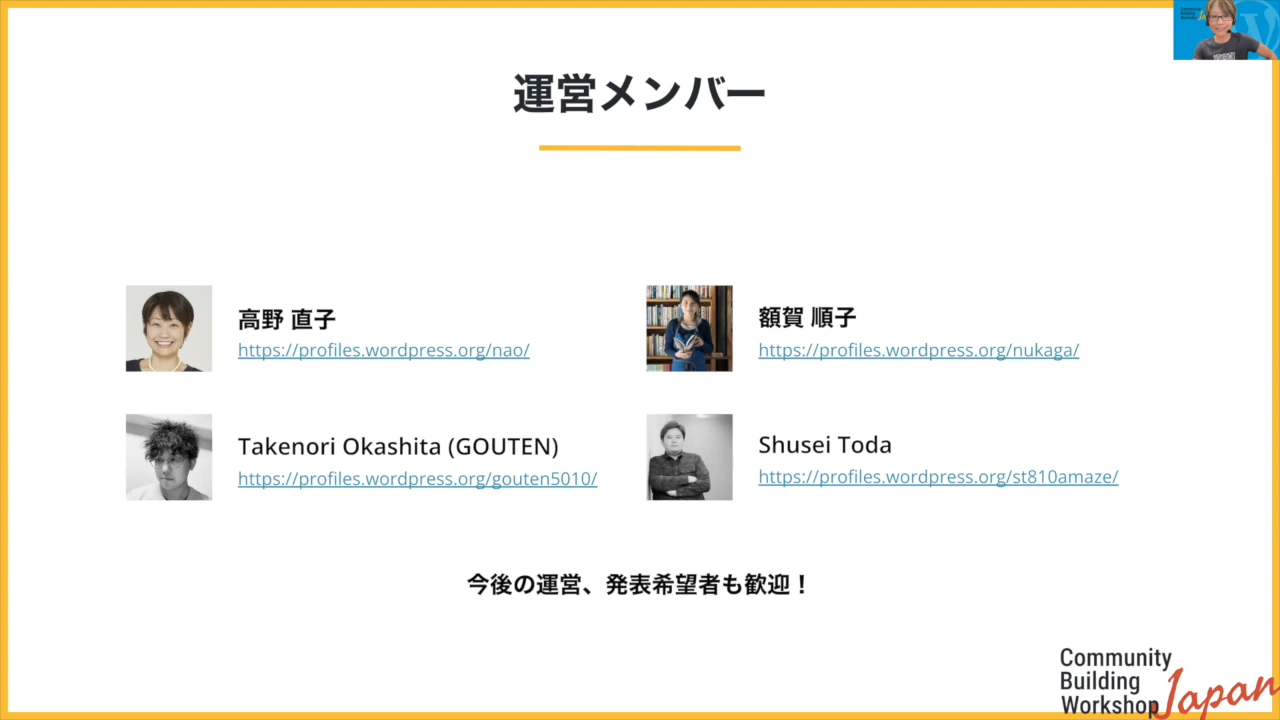 運営メンバー
高野 直子
https://profiles.wordpress.org/nao/
額賀 順子
https://profiles.wordpress.org/nukaga/
Takenori Okashita (GOUTEN)
https://profiles.wordpress.org/gouten5010/
Shusei Toda
https://profiles.wordpress.org/st810amaze/
今後の運営、発表希望者も歓迎！
Community
Building
Workshop Japan